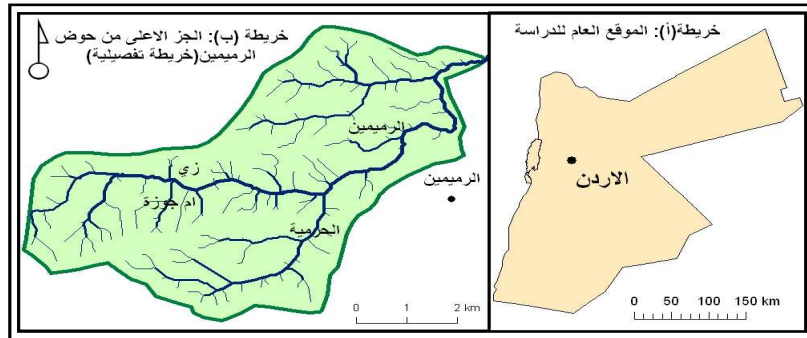 خريطة(أ): الموقع العام للدراسة
الاردن
0 50 100 150 km
خريطة (ب): الجز الاعلى من حوض
الرميمين(خريطة تفصيلية)
الرميمين
زي
ام جوزة
الرميمين
الحرمية
0 1 2 km